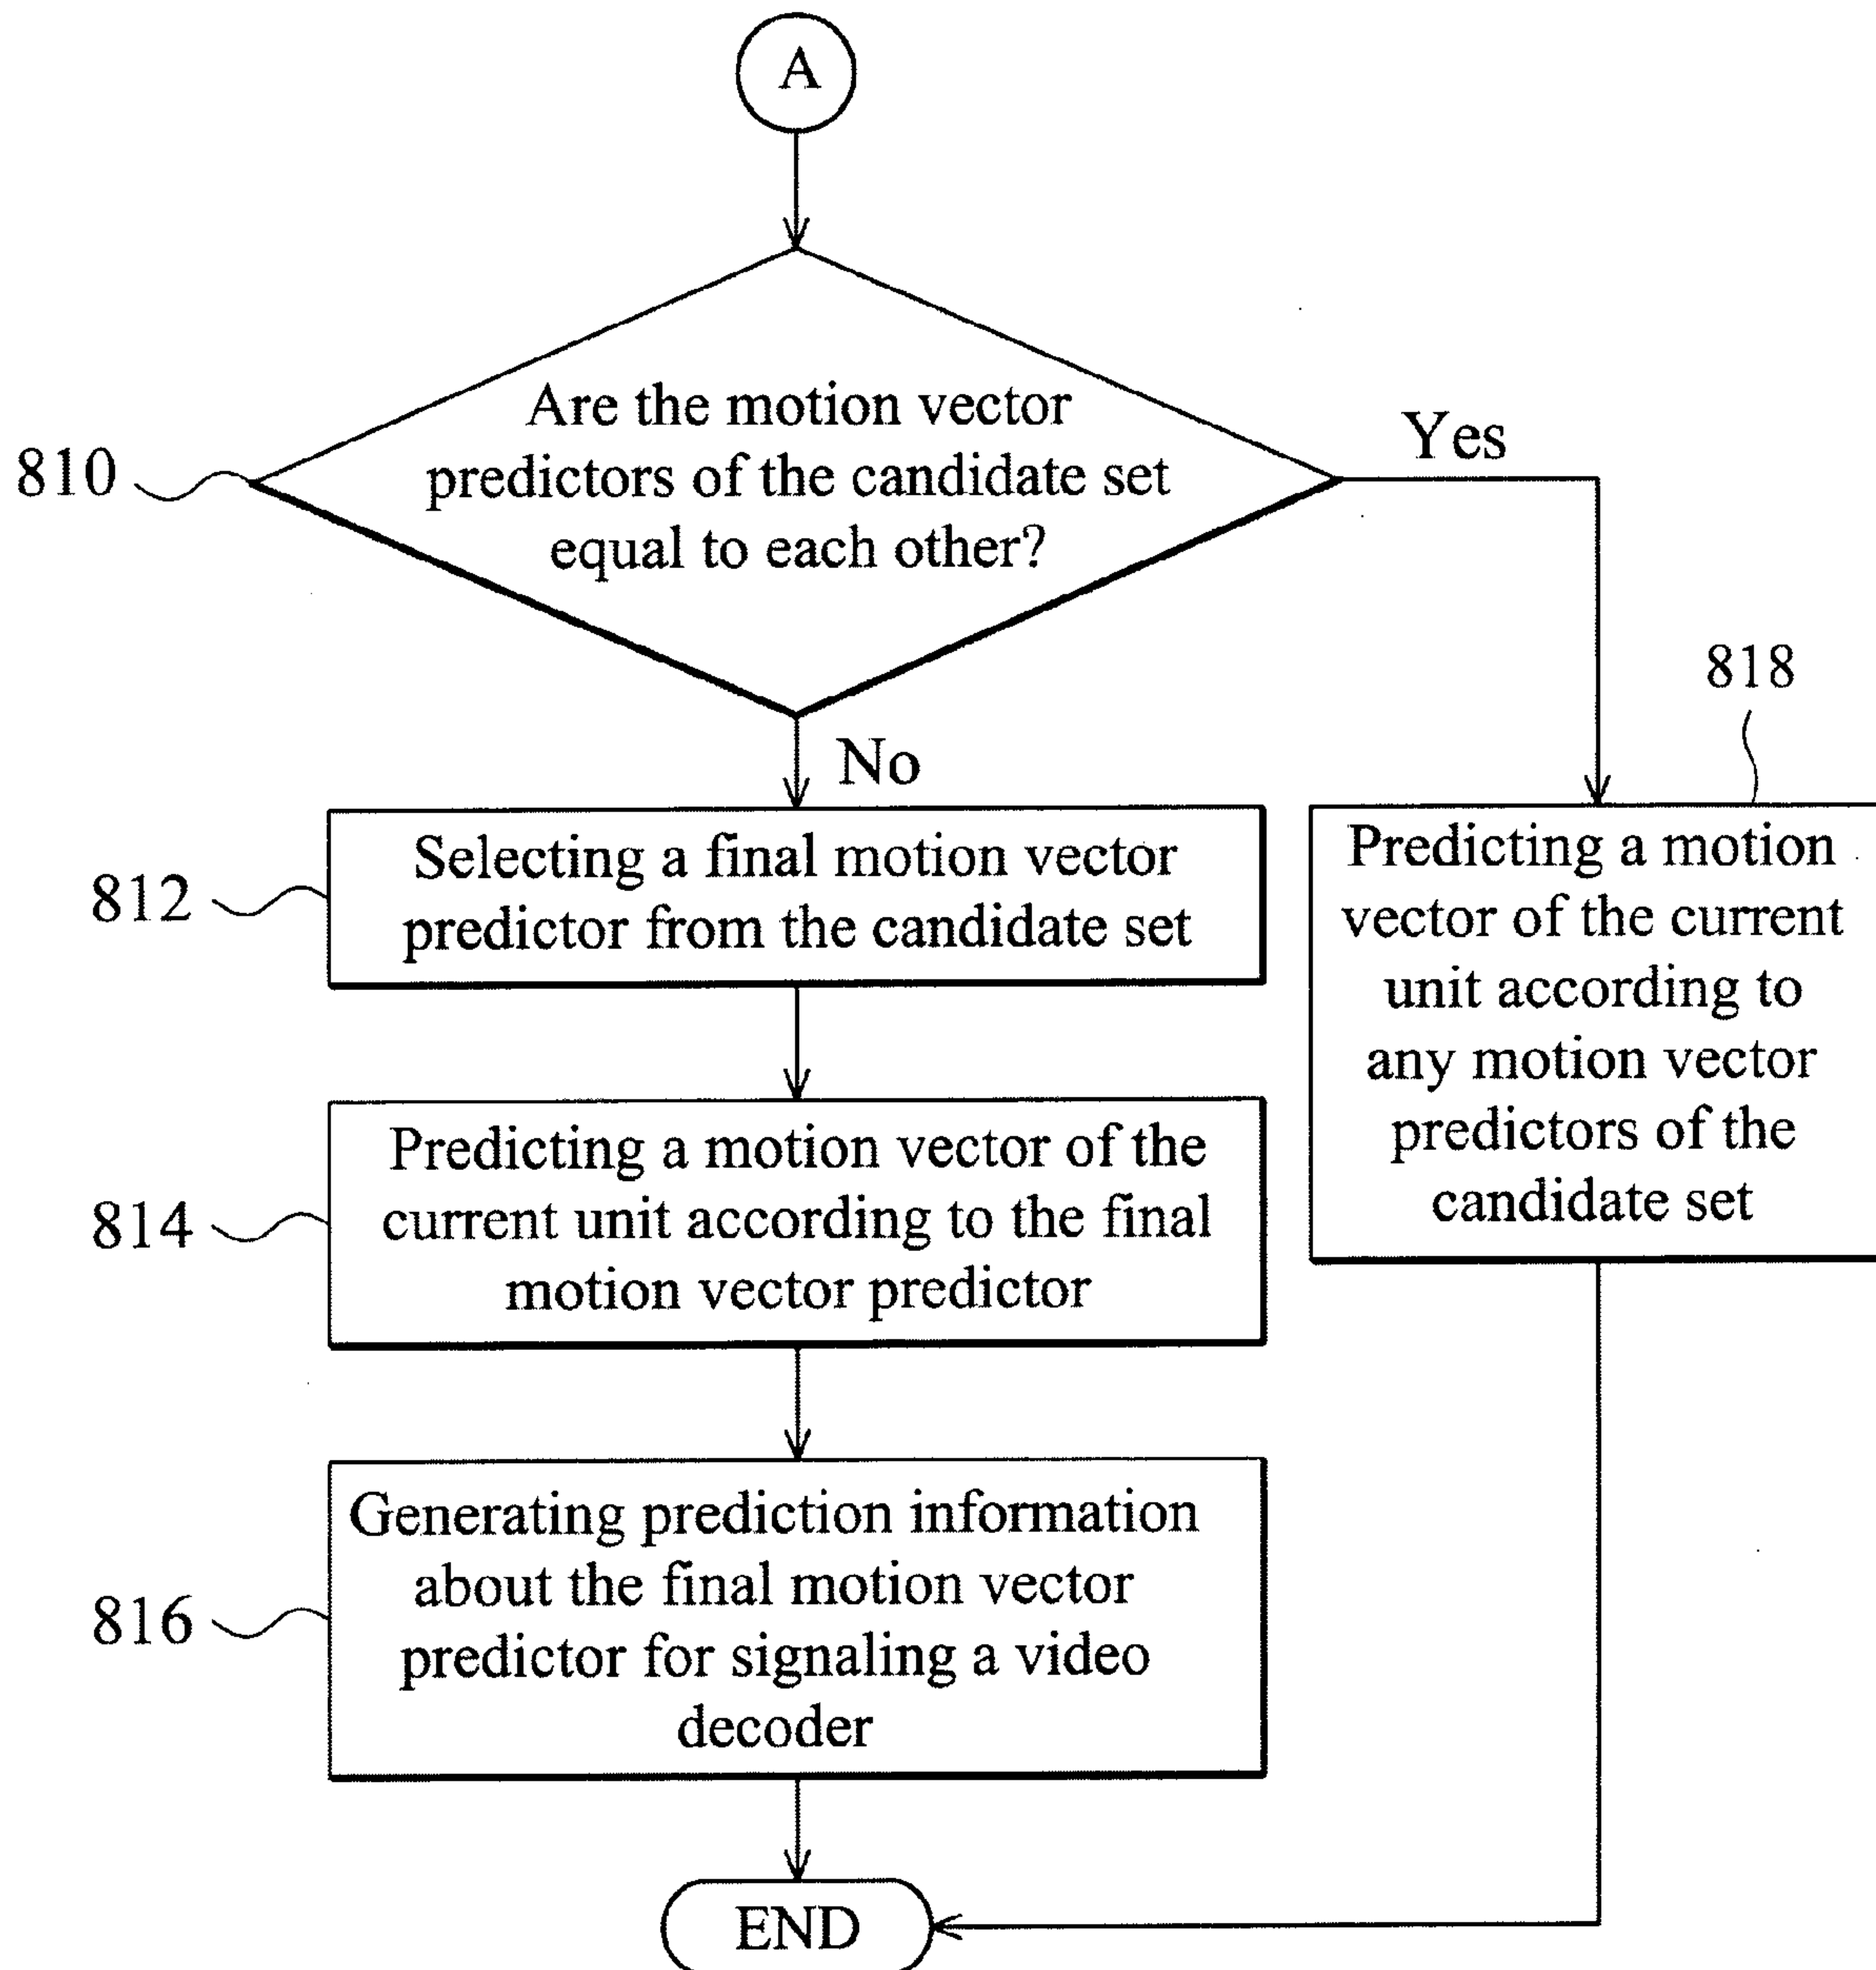 A
810
Are the motion vector
predictors of the candidate set
equal to each other?
Yes
No
812
Selecting a final motion vector
predictor from the candidate set
818
Predicting a motion
vector of the current
unit according to
any motion vector
predictors of the
candidate set
814
Predicting a motion vector of the
current unit according to the final
motion vector predictor
816
Generating prediction information
about the final motion vector
predictor for signaling a video
decoder
END